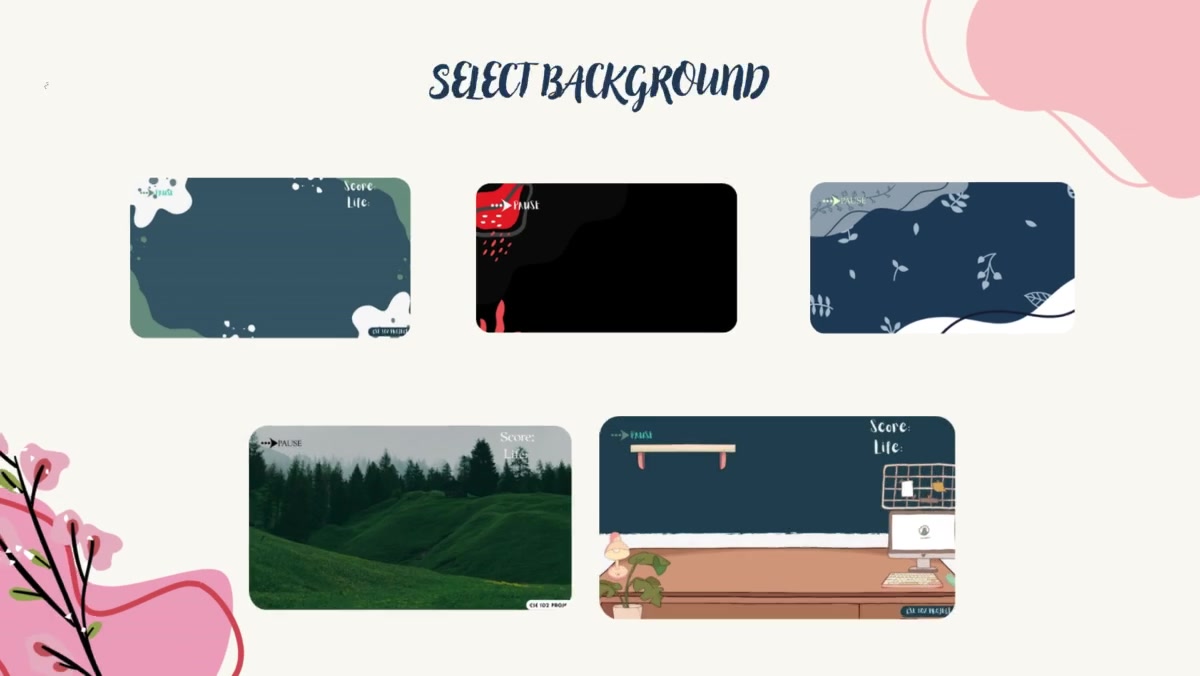 SELECT BACKGROUND
PAUSE
Score
Life:
CSE 102 PROJECT
PAUSE
PAUSE
PAUSE
Score:
Life:
CSE 102 PROJ
PAUSE
Score:
Life:
CSE 102 PROJECT